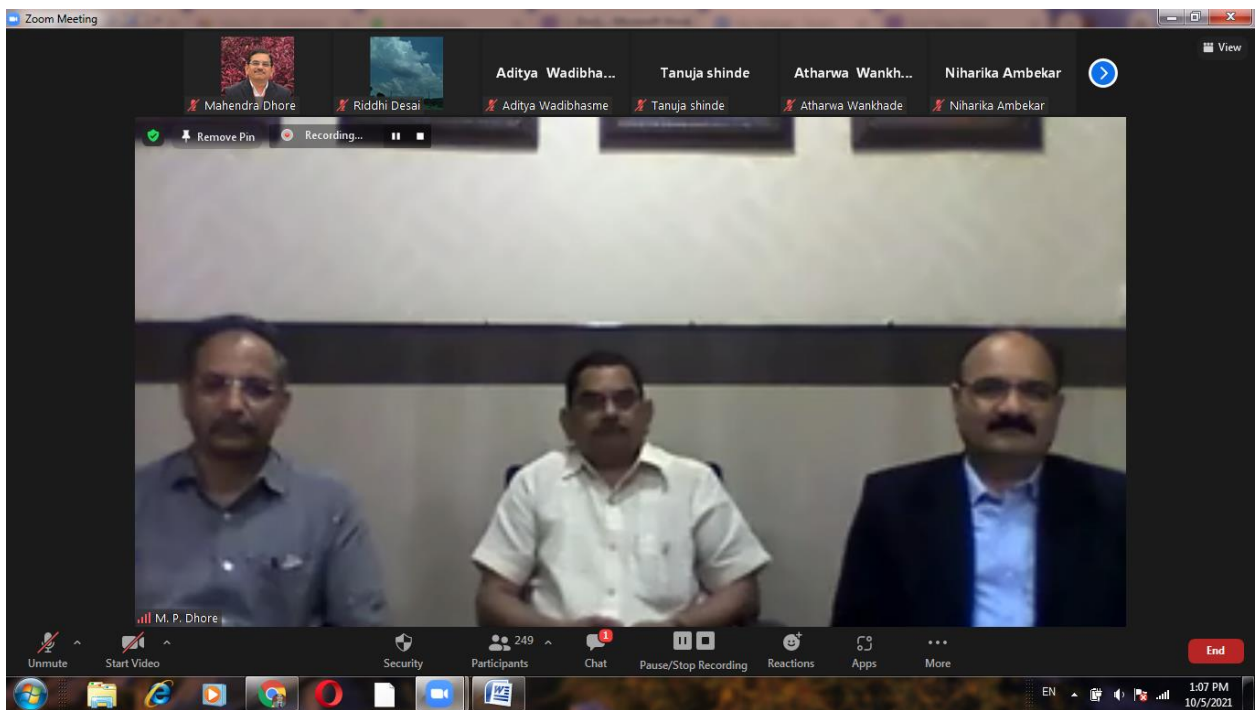 Zoom Meeting
View
Aditya Wadibha...
Tanuja shinde
Atharwa Wankh...
Niharika Ambekar
Mahendra Dhore
Riddhi Desai
Aditya Wadibhasme
Tanuja shinde
Atharwa Wankhade
Niharika Ambekar
Remove Pin
Recording...
M. P. Dhore
Unmute
Start Video
Security
249
Participants
1
Chat
Pause/Stop Recording
Reactions
Apps
More
End
EN
1:07 PM
10/5/2021